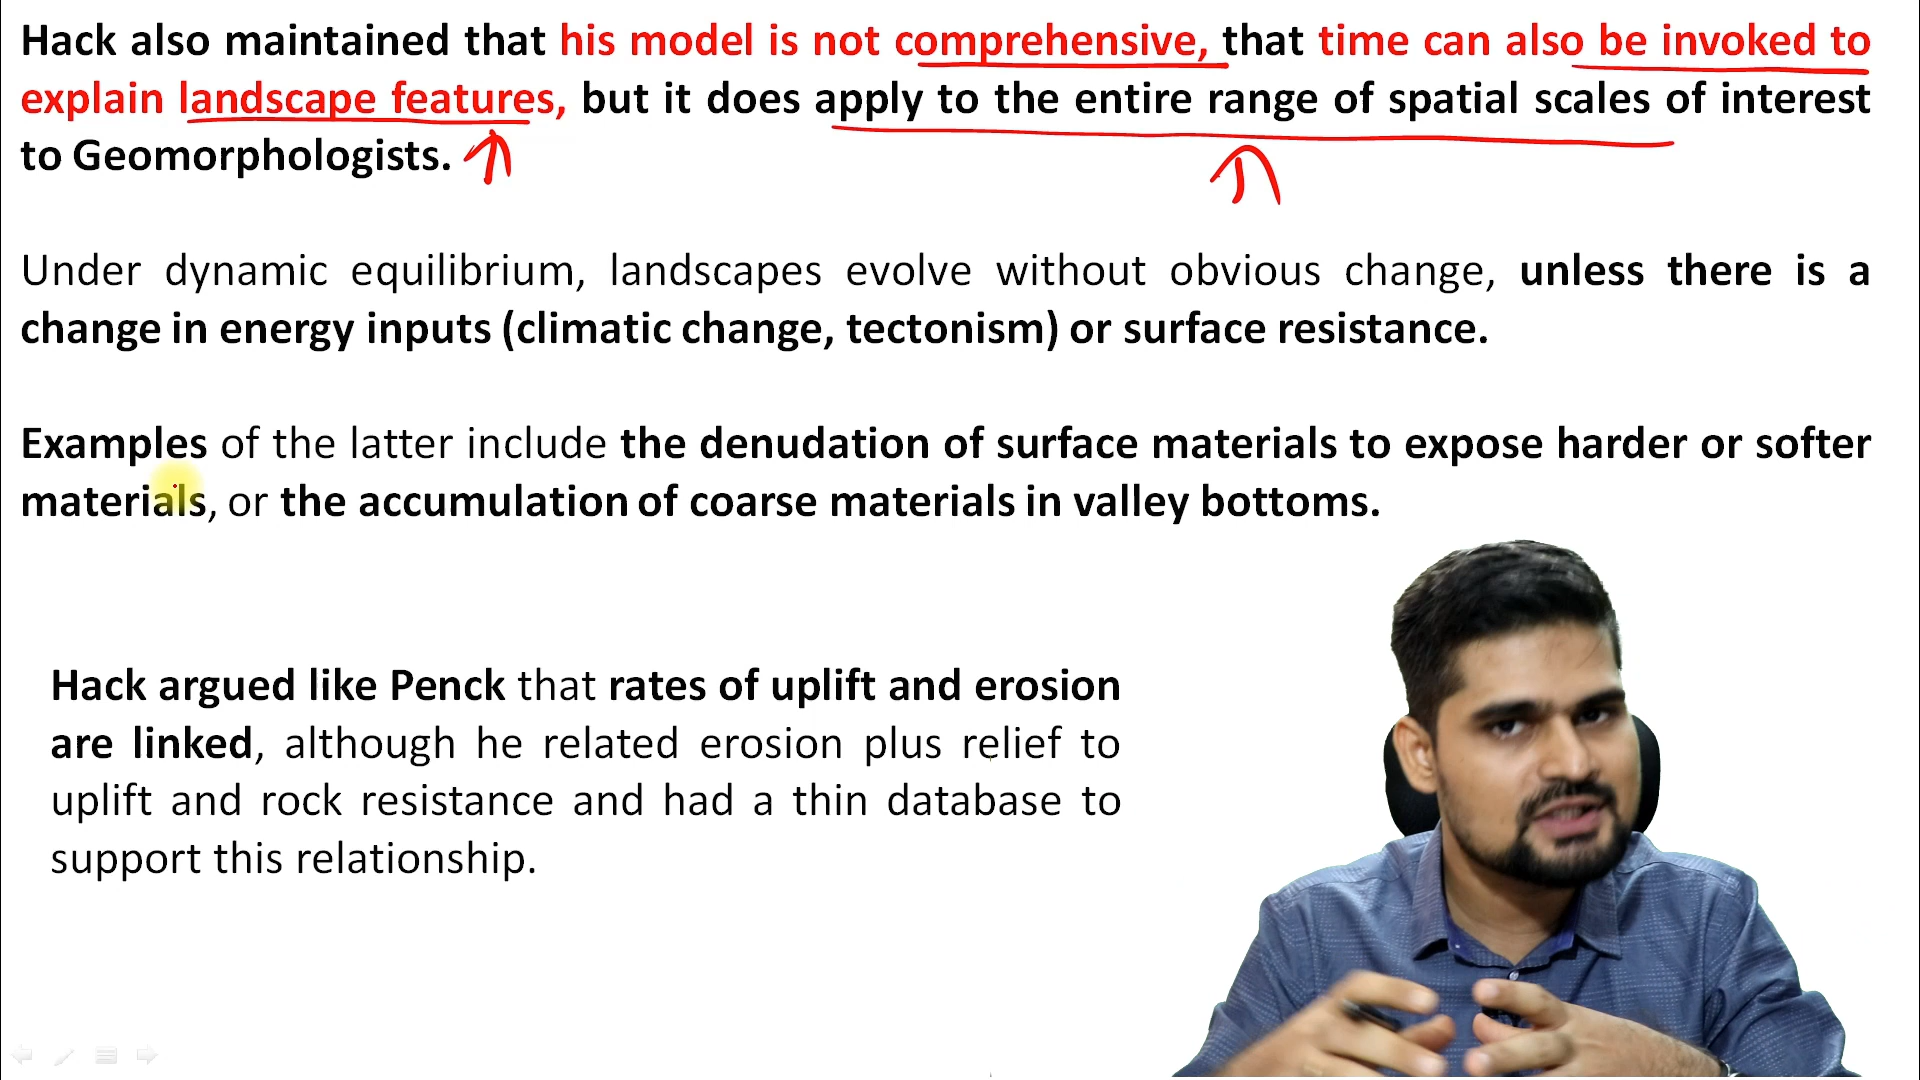 Hack also maintained that his model is not comprehensive, that time can also be invoked to
explain landscape features, but it does apply to the entire range of spatial scales of interest
to Geomorphologists.
Under dynamic equilibrium, landscapes evolve without obvious change, unless there is a
change in energy inputs (climatic change, tectonism) or surface resistance.
Examples of the latter include the denudation of surface materials to expose harder or softer
materials, or the accumulation of coarse materials in valley bottoms.
Hack argued like Penck that rates of uplift and erosion
are linked, although he related erosion plus relief to
uplift and rock resistance and had a thin database to
support this relationship.